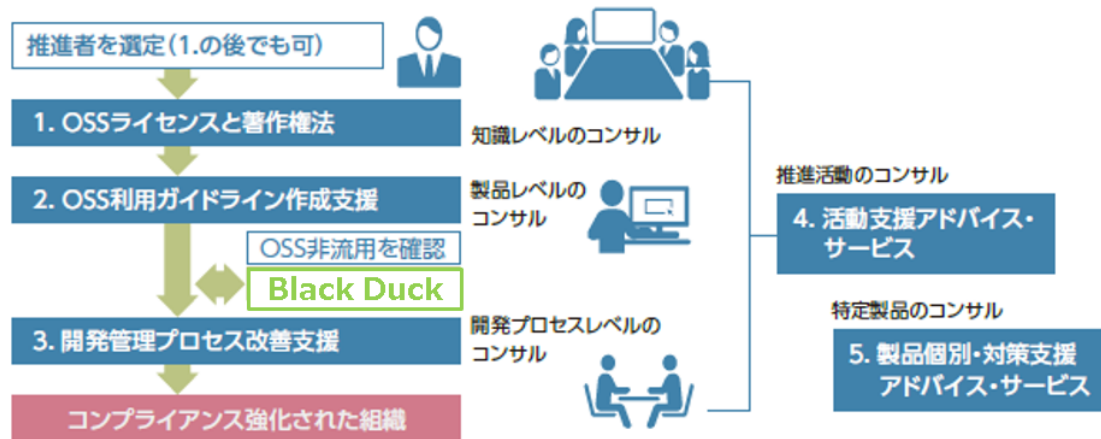 推進者を選定(1.の後でも可)
1. OSSライセンスと著作権法
知識レベルのコンサル
2. OSS利用ガイドライン作成支援
製品レベルの
コンサル
OSS非流用を確認
Black Duck
3. 開発管理プロセス改善支援
開発プロセスレベルの
コンサル
コンプライアンス強化された組織
推進活動のコンサル
4. 活動支援アドバイス・
サービス
特定製品のコンサル
5. 製品個別・対策支援
アドバイス・サービス